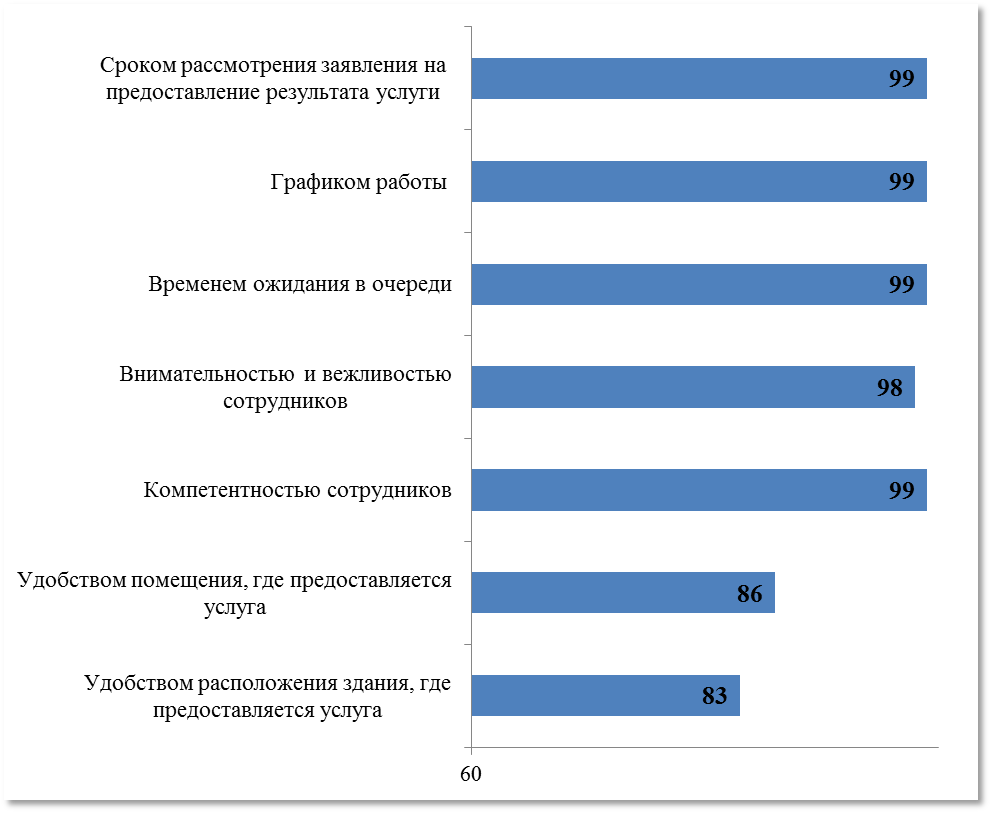 Сроком рассмотрения заявления на
предоставление результата услуги
99
Графиком работы
99
Временем ожидания в очереди
99
Внимательностью и вежливостью
сотрудников
98
Компетентностью сотрудников
99
Удобством помещения, где предоставляется
услуга
86
Удобством расположения здания, где
предоставляется услуга
83
60